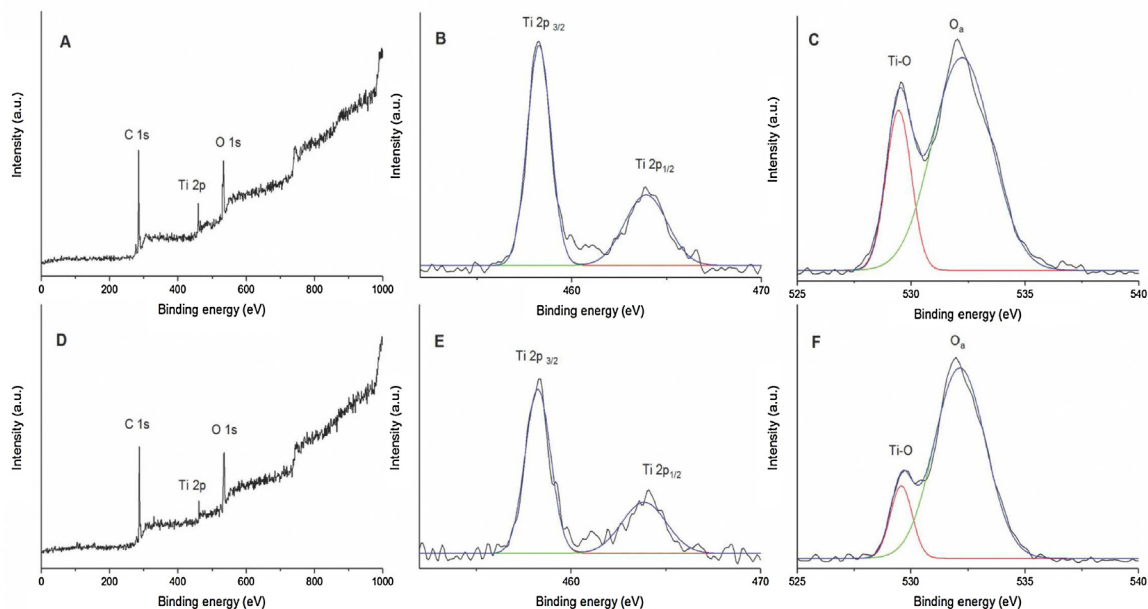 A
C 1s
O 1s
Ti 2p
Intensity (a.u.)
0 200 400 600 800 1000
Binding energy (eV)
B
Ti 2p 3/2
Ti 2p1/2
Intensity (a.u.)
460 470
Binding energy (eV)
C
Oa
Ti-O
Intensity (a.u.)
525 530 535 540
Binding energy (eV)
D
C 1s
O 1s
Ti 2p
Intensity (a.u.)
0 200 400 600 800 1000
Binding energy (eV)
E
Ti 2p 3/2
Ti 2p1/2
Intensity (a.u.)
460 470
Binding energy (eV)
F
Oa
Ti-O
Intensity (a.u.)
525 530 535 540
Binding energy (eV)